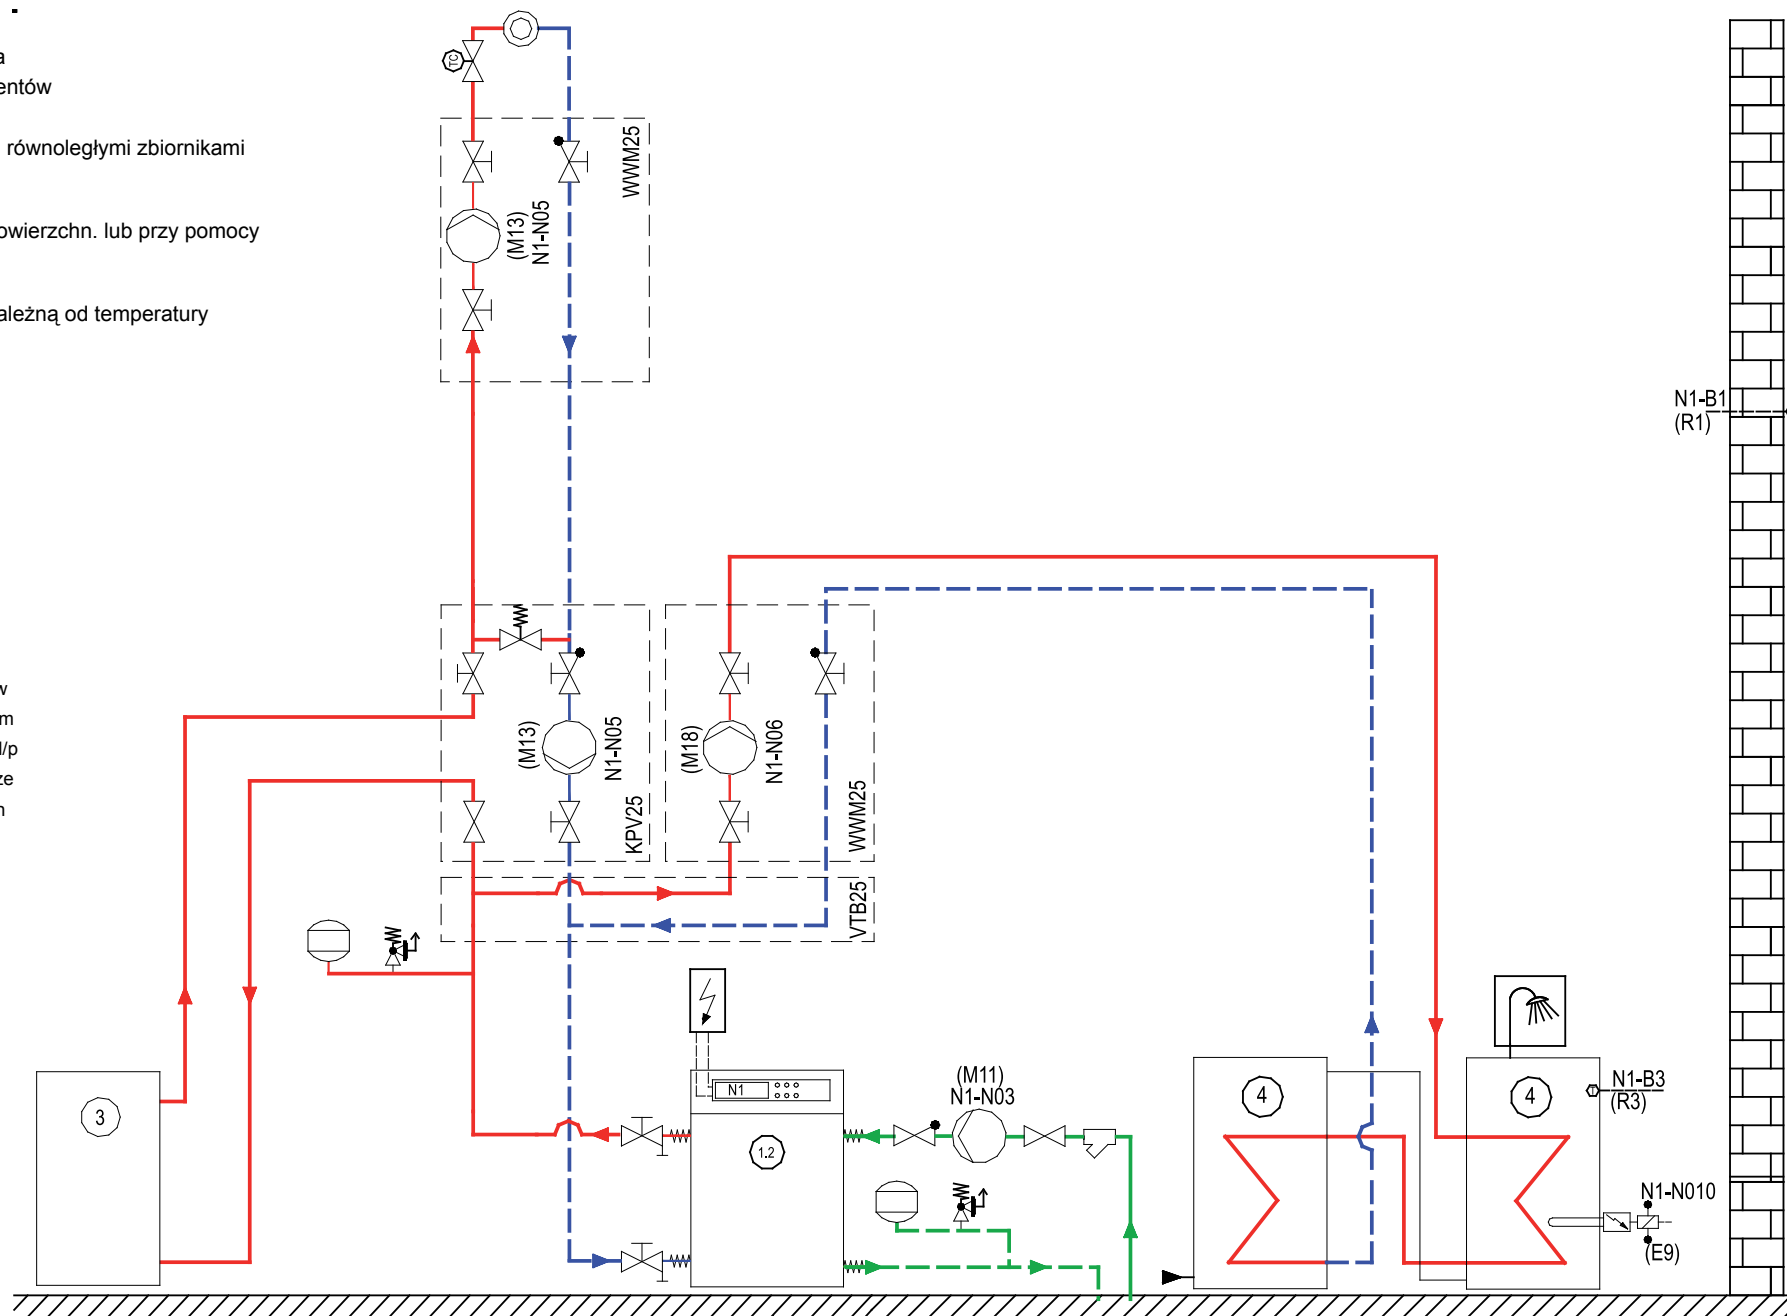 a
entów
równoległymi zbiornikami
owierzchn. lub przy pomocy
ależną od temperatury
w
m
l/p
ze
n
TC
WWM25
(M13)
N1-N05
N1-B1
(R1)
(M13)
N1-N05
KPV25
(M18)
N1-N06
WWM25
VTB25
N1
1.2
(M11)
N1-N03
3
4
4
T
N1-B3
(R3)
N1-N010
(E9)